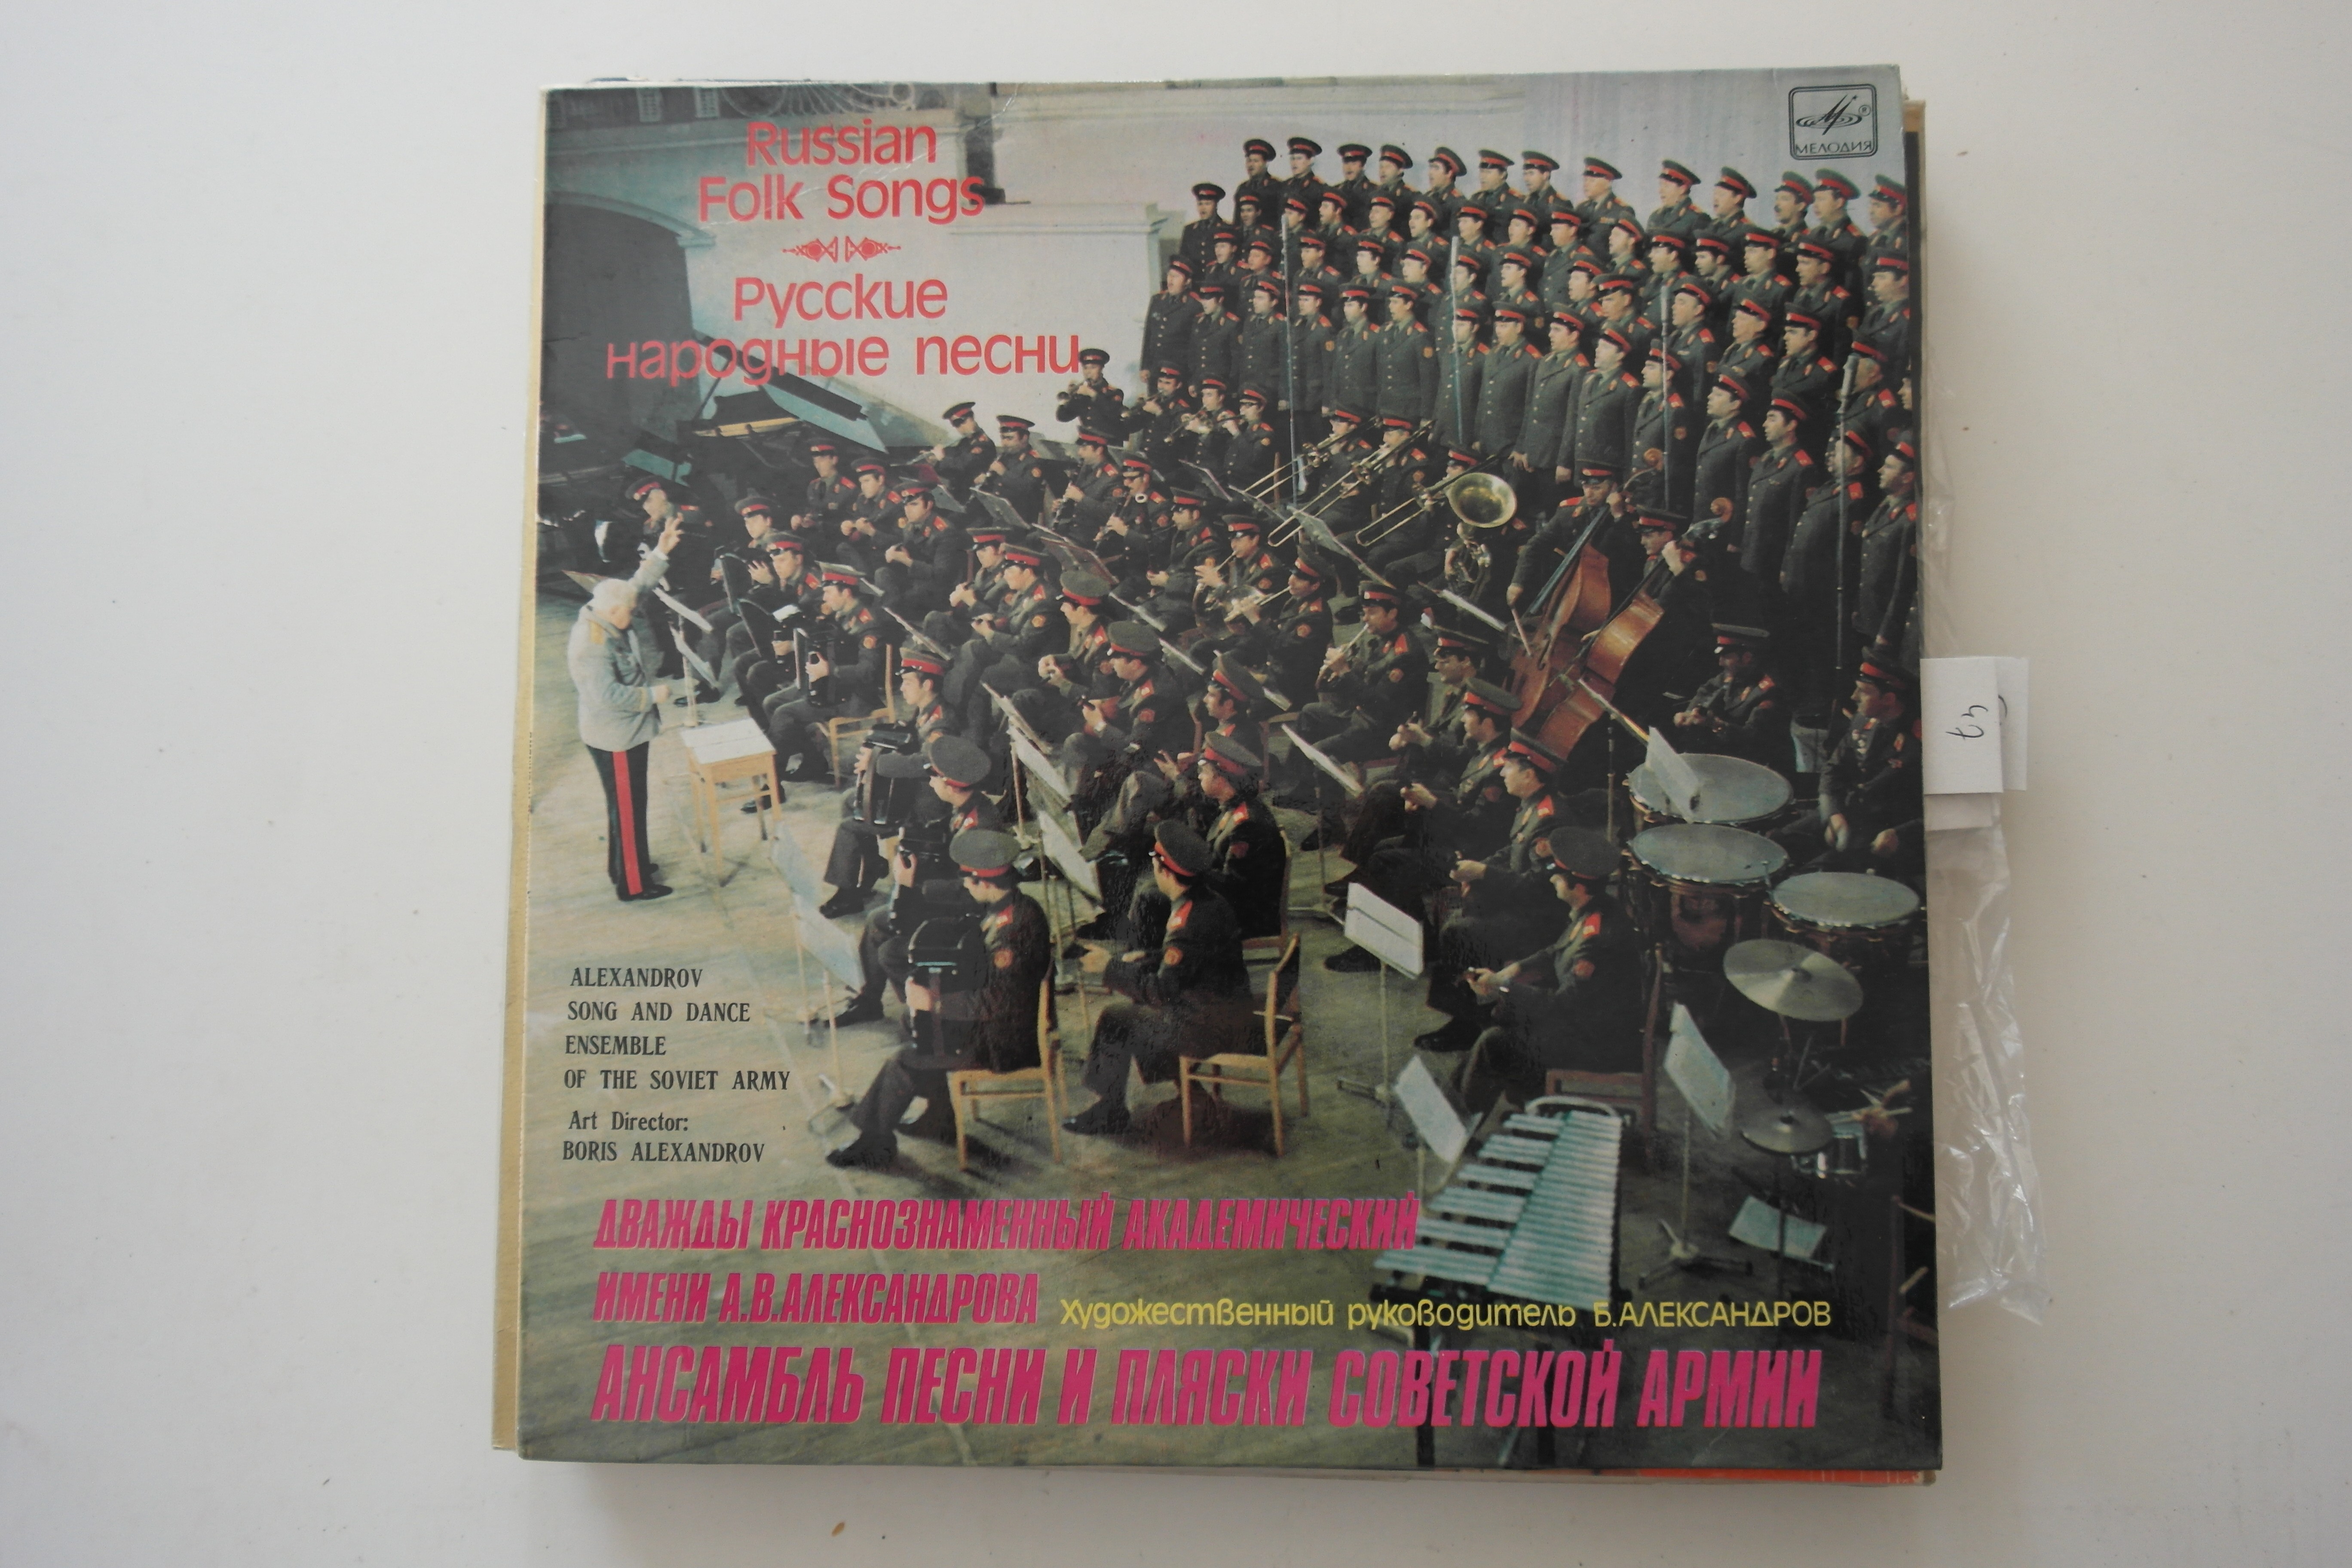 Russian
Folk Songs
Русские
народные песни
МЕЛОДИЯ
ALEXANDROV
SONG AND DANCE
ENSEMBLE
OF THE SOVIET ARMY
Art Director:
BORIS ALEXANDROV
ДВАЖДЫ КРАСНОЗНАМЕННЫЙ АКАДЕМИЧЕСКИЙ
ИМЕНИ А.В.АЛЕКСАНДРОВА
Художественный руководитель Б.АЛЕКСАНДРОВ
АНСАМБЛЬ ПЕСНИ И ПЛЯСКИ СОВЕТСКОЙ АРМИИ